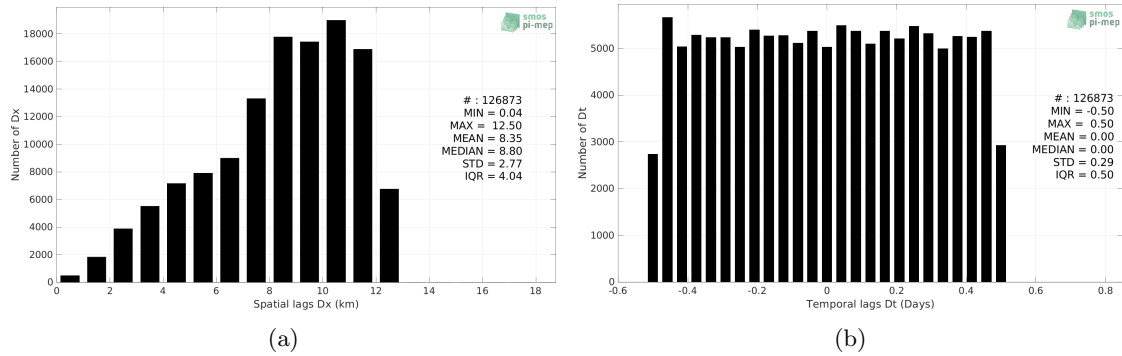 smos
pi-mep
Number of Dx
18000
16000
14000
12000
10000
8000
6000
4000
2000
0
# : 126873
MIN = 0.04
MAX = 12.50
MEAN = 8.35
MEDIAN = 8.80
STD = 2.77
IQR = 4.04
0 2 4 6 8 10 12 14 16 18
Spatial lags Dx (km)
(a)
smos
pi-mep
Number of Dt
6000
5000
4000
3000
2000
1000
0
# : 126873
MIN = -0.50
MAX = 0.50
MEAN = 0.00
MEDIAN = 0.00
STD = 0.29
IQR = 0.50
-0.6 -0.4 -0.2 0 0.2 0.4 0.6 0.8
Temporal lags Dt (Days)
(b)